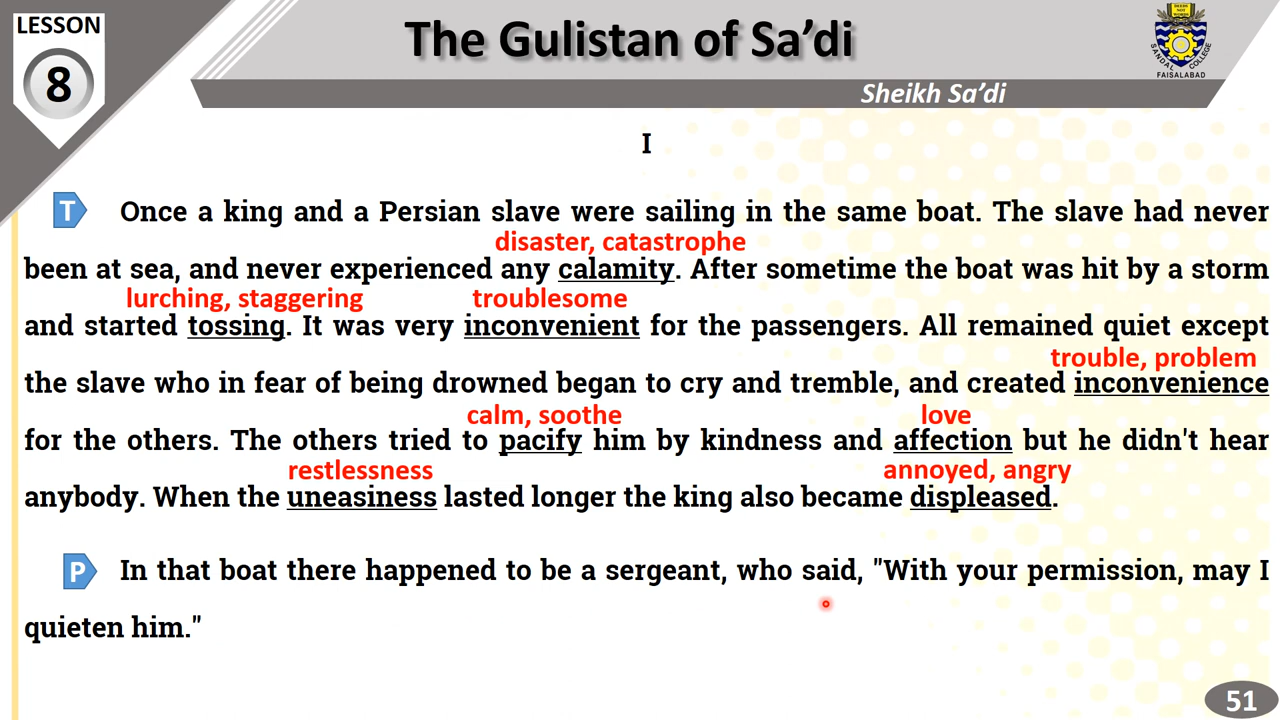 LESSON
8
The Gulistan of Sa’di
DEEDS NOT WORDS
SANDAL COLLEGE
FAISALABAD
Sheikh Sa’di
I
T Once a king and a Persian slave were sailing in the same boat. The slave had never
disaster, catastrophe
been at sea, and never experienced any calamity. After sometime the boat was hit by a storm
lurching, staggering troublesome
and started tossing. It was very inconvenient for the passengers. All remained quiet except
trouble, problem
the slave who in fear of being drowned began to cry and tremble, and created inconvenience
calm, soothe love
for the others. The others tried to pacify him by kindness and affection but he didn't hear
restlessness annoyed, angry
anybody. When the uneasiness lasted longer the king also became displeased.
P In that boat there happened to be a sergeant, who said, "With your permission, may I
quieten him."
51